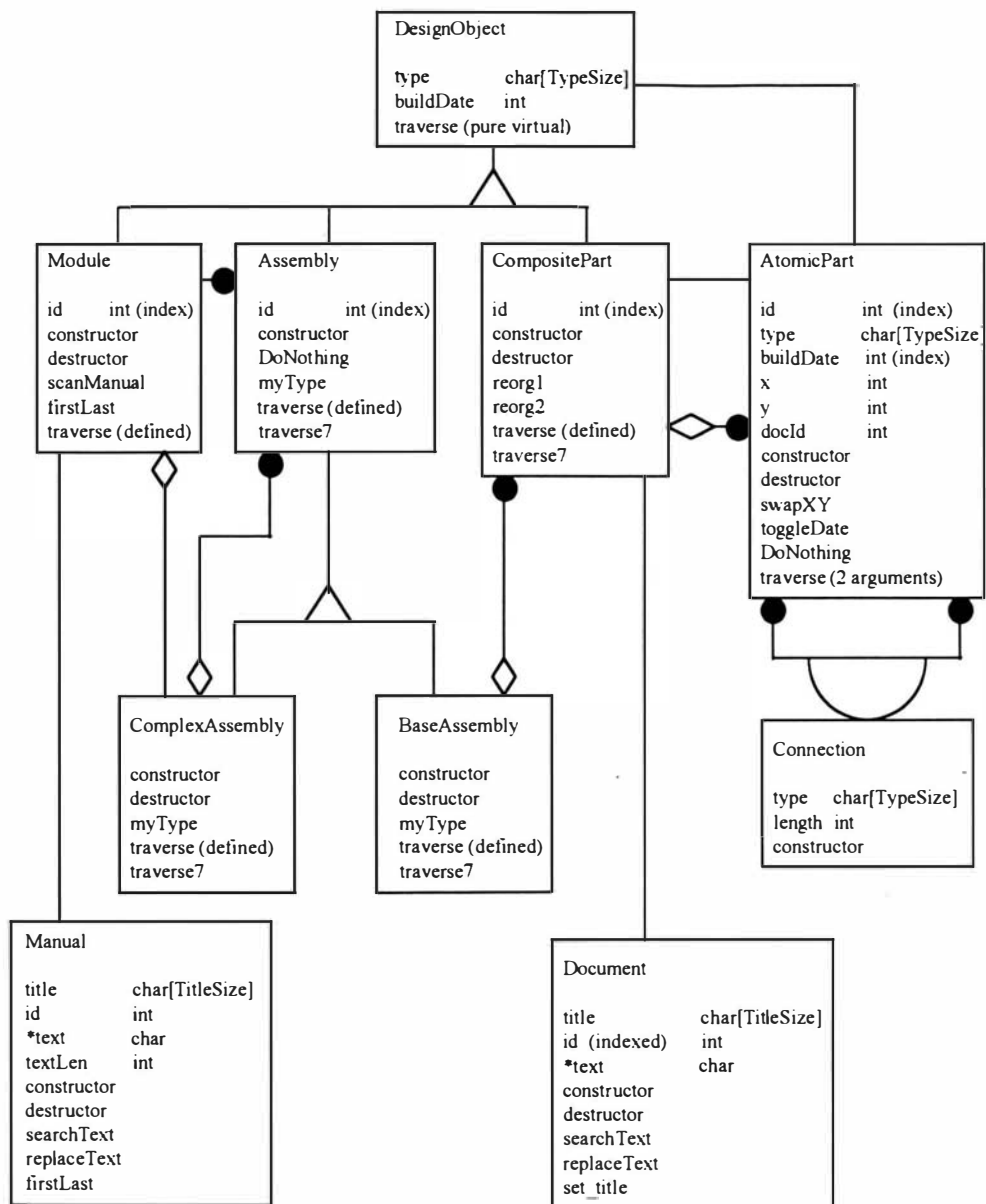 DesignObject
type char[TypeSize]
buildDate int
traverse (pure virtual)
Module
id int (index)
constructor
destructor
scanManual
firstLast
traverse (defined)
Assembly
id int (index)
constructor
DoNothing
myType
traverse (defined)
traverse7
CompositePart
id int (index)
constructor
destructor
reorg1
reorg2
traverse (defined)
traverse7
AtomicPart
id int (index)
type char[TypeSize]
buildDate int (index)
x int
y int
docId int
constructor
destructor
swapXY
toggleDate
DoNothing
traverse (2 arguments)
ComplexAssembly
constructor
destructor
myType
traverse (defined)
traverse7
BaseAssembly
constructor
destructor
myType
traverse (defined)
traverse7
Connection
type char[TypeSize]
length int
constructor
Manual
title char[TitleSize]
id int
*text char
textLen int
constructor
destructor
searchText
replaceText
firstLast
Document
title char[TitleSize]
id (indexed) int
*text char
constructor
destructor
searchText
replaceText
set_title